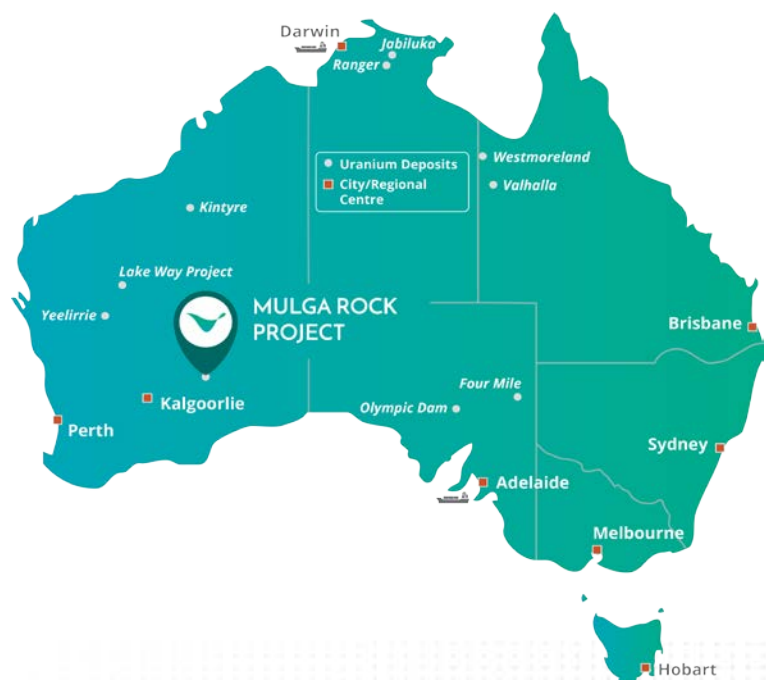 Darwin
Jabiluka
Ranger
Uranium Deposits
City/Regional
Centre
Westmoreland
Valhalla
Kintyre
Lake Way Project
Yeelirrie
MULGA ROCK
PROJECT
Brisbane
Four Mile
Olympic Dam
Kalgoorlie
Perth
Sydney
Adelaide
Melbourne
Hobart